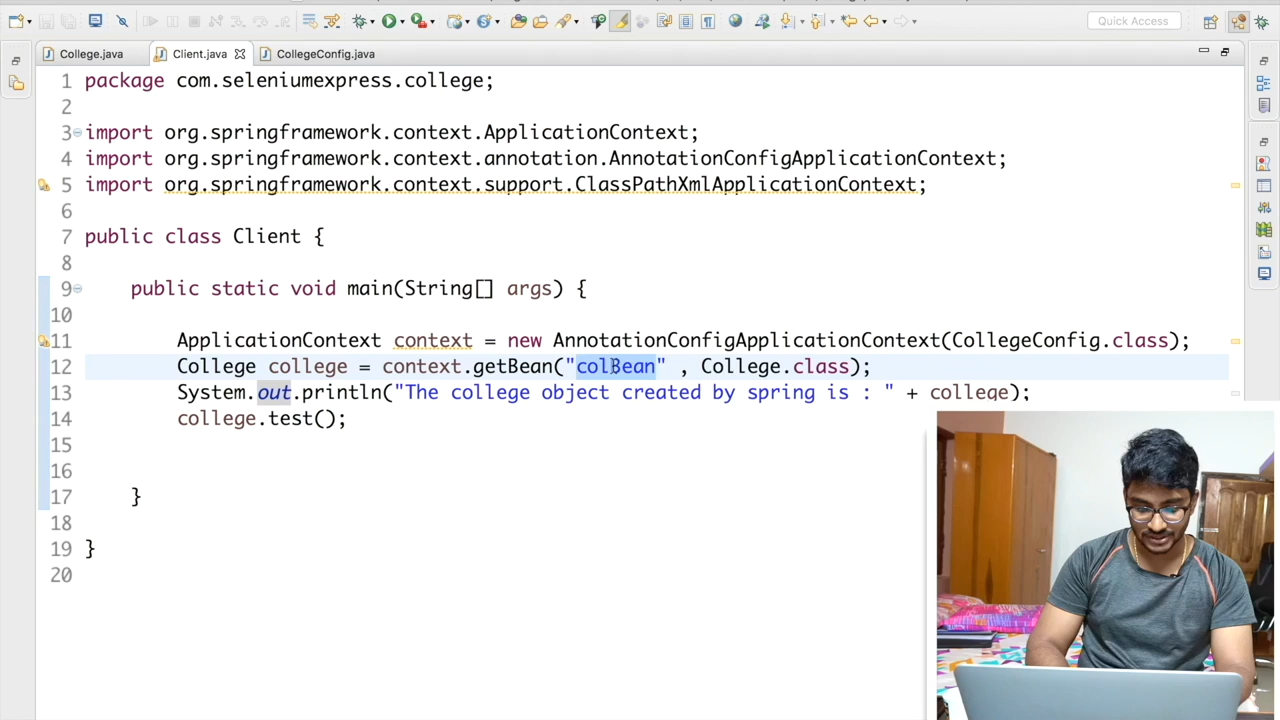 Quick Access
College.java
Client.java
CollegeConfig.java
1 package com.seleniumexpress.college;
2
3 import org.springframework.context.ApplicationContext;
4 import org.springframework.context.annotation.AnnotationConfigApplicationContext;
5 import org.springframework.context.support.ClassPathXmlApplicationContext;
6
7 public class Client {
8
9 public static void main(String[] args) {
10
11 ApplicationContext context = new AnnotationConfigApplicationContext(CollegeConfig.class);
12 College college = context.getBean("colBean" , College.class);
13 System.out.println("The college object created by spring is : " + college);
14 college.test();
15
16
17 }
18
19 }
20